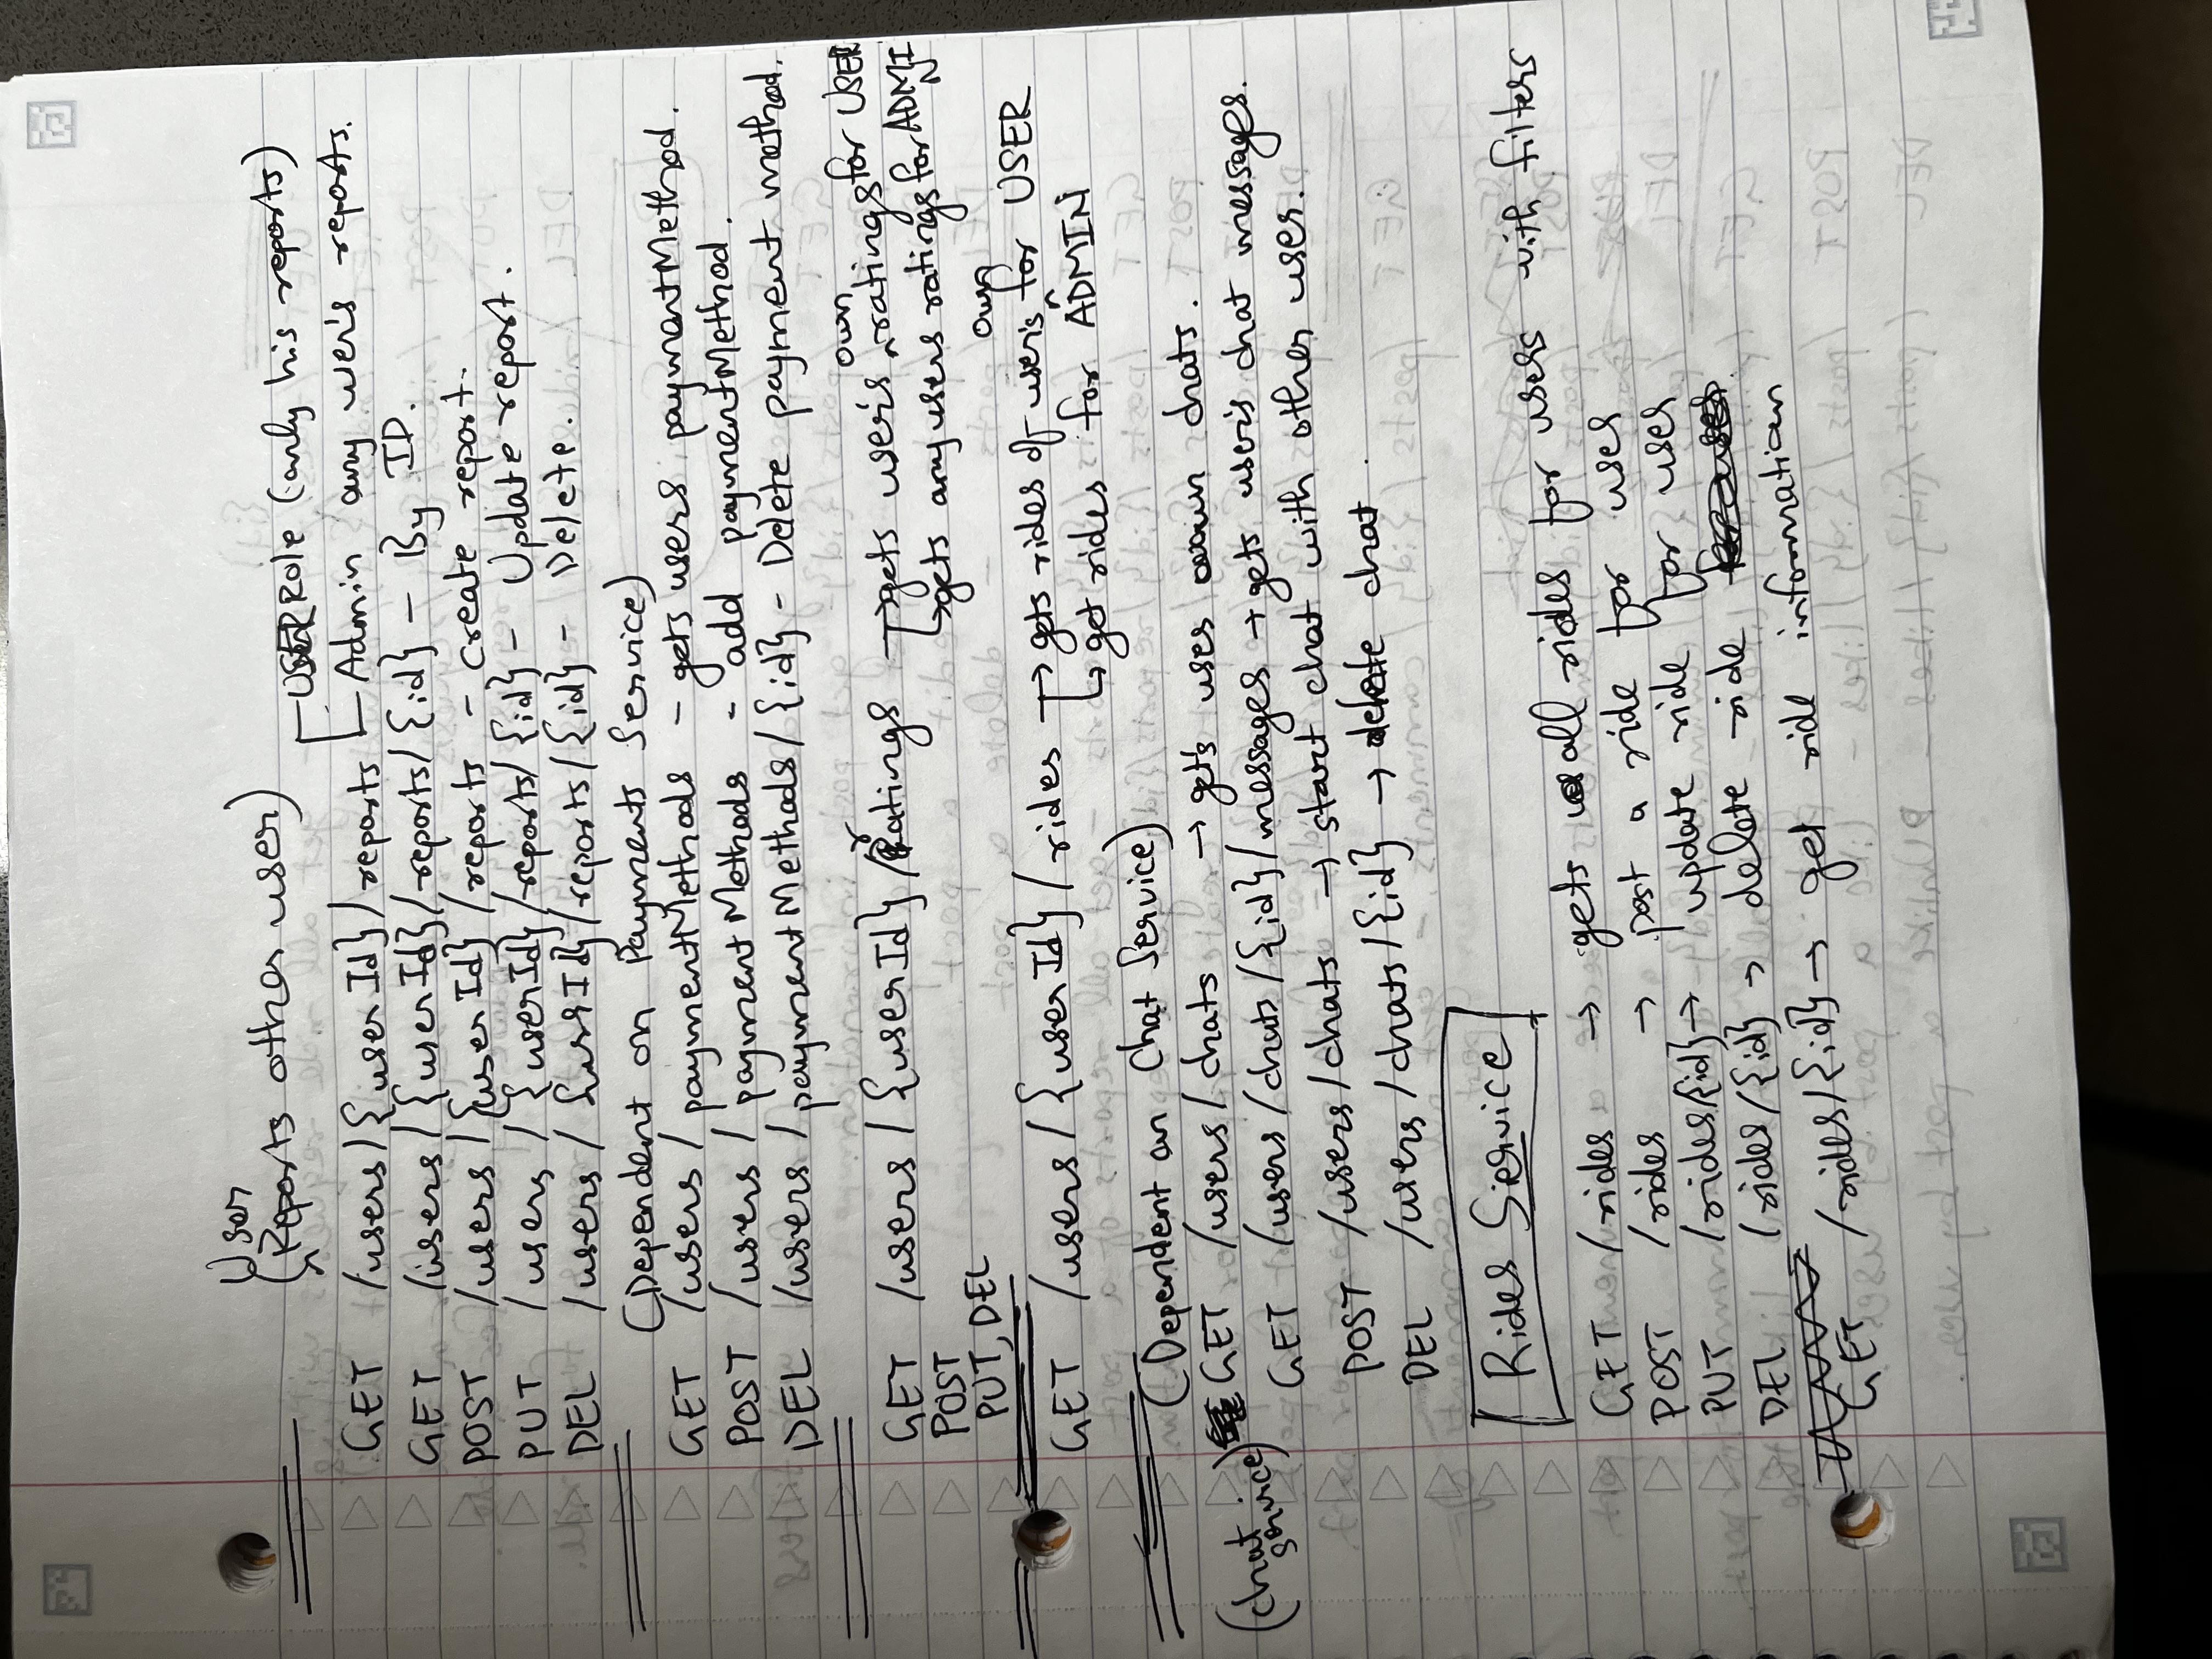 User
(Reports other user)
USER Role (only his reports)
GET /users/{userId}/reports Admin any user's reports.
GET /users/{userId}/reports/{id} - By ID.
POST /users/{userId}/reports - create report.
PUT /users/{userId}/reports/{id} - Update report.
DEL /users/{userId}/reports/{id} - Delete.
(Dependent on Payments Service)
GET /users/paymentMethods - gets users paymentMethod.
POST /users/paymentMethods - add paymentMethod.
DEL /users/paymentMethods/{id} - Delete payment method.
own
GET /users/{userId}/ratings → gets user's ratings for USER
POST ↳ gets any users ratings for ADMIN
PUT, DEL
own
GET /users/{userId}/rides → gets rides of user's for USER
↳ get rides for ADMIN
(Dependent on Chat Service)
(chat service) GET /users/chats → get's uses own chats.
GET /users/chats/{id}/messages → gets user's chat messages.
POST /users/chats → start chat with other user.
DEL /users/chats/{id} → delete chat.
Rides Service
GET /rides → gets all rides for users with filters
POST /rides → post a ride for user
PUT /rides/{id} → update ride for user
DEL /rides/{id} → delete ride
GET /rides/{id} → get ride information